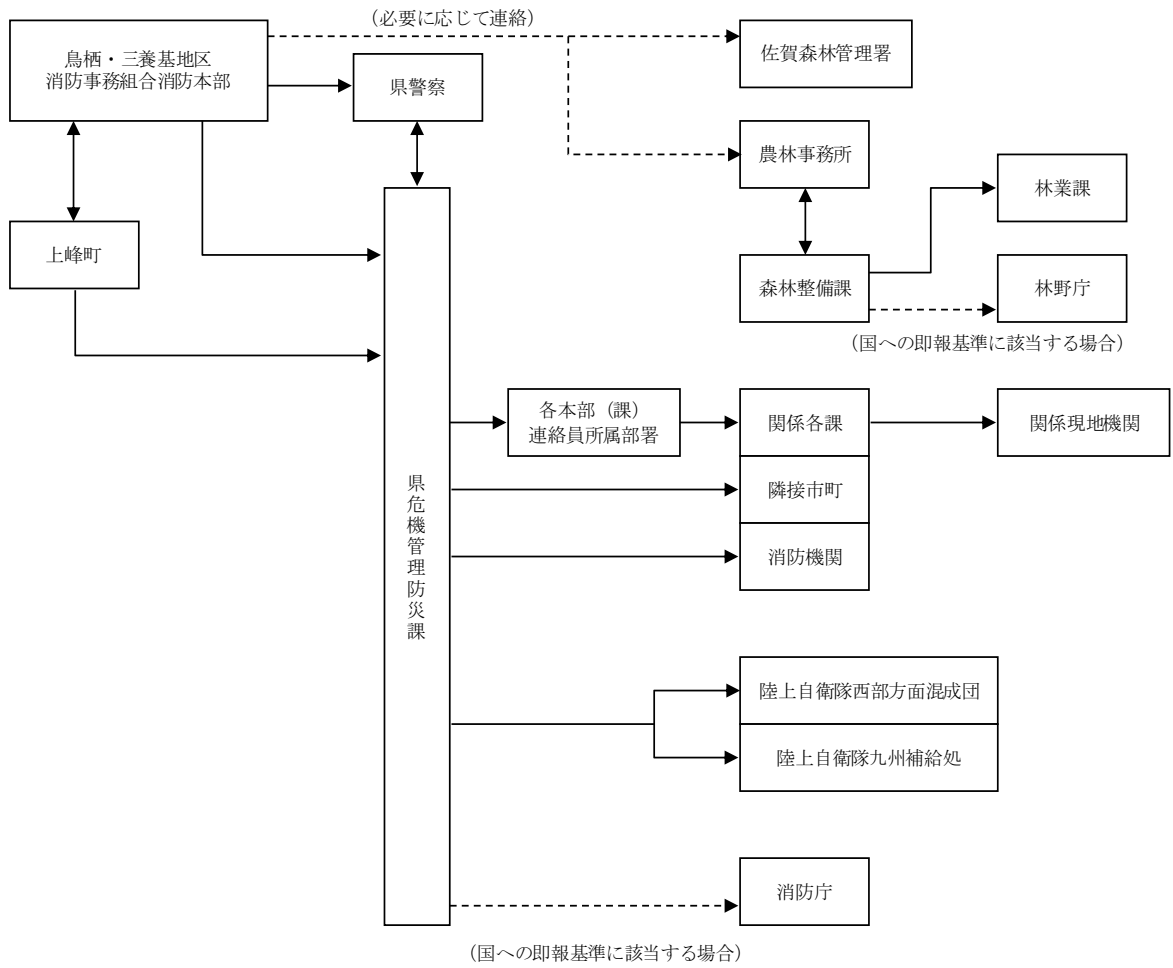 （必要に応じて連絡）
鳥栖・三養基地区
消防事務組合消防本部
佐賀森林管理署
県警察
農林事務所
林業課
上峰町
森林整備課
林野庁
（国への即報基準に該当する場合）
各本部（課）
連絡員所属部署
関係各課
関係現地機関
隣接市町
県危機管理防災課
消防機関
陸上自衛隊西部方面混成団
陸上自衛隊九州補給処
消防庁
（国への即報基準に該当する場合）